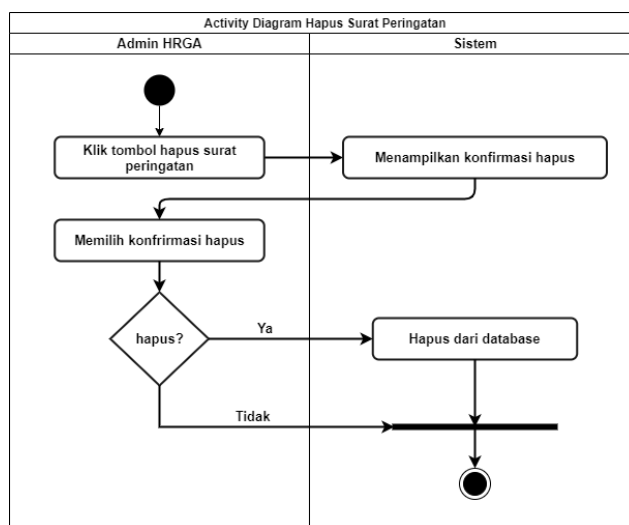 Activity Diagram Hapus Surat Peringatan
Admin HRGA
Sistem
Klik tombol hapus surat
peringatan
Menampilkan konfirmasi hapus
Memilih konfrirmasi hapus
hapus?
Ya
Hapus dari database
Tidak